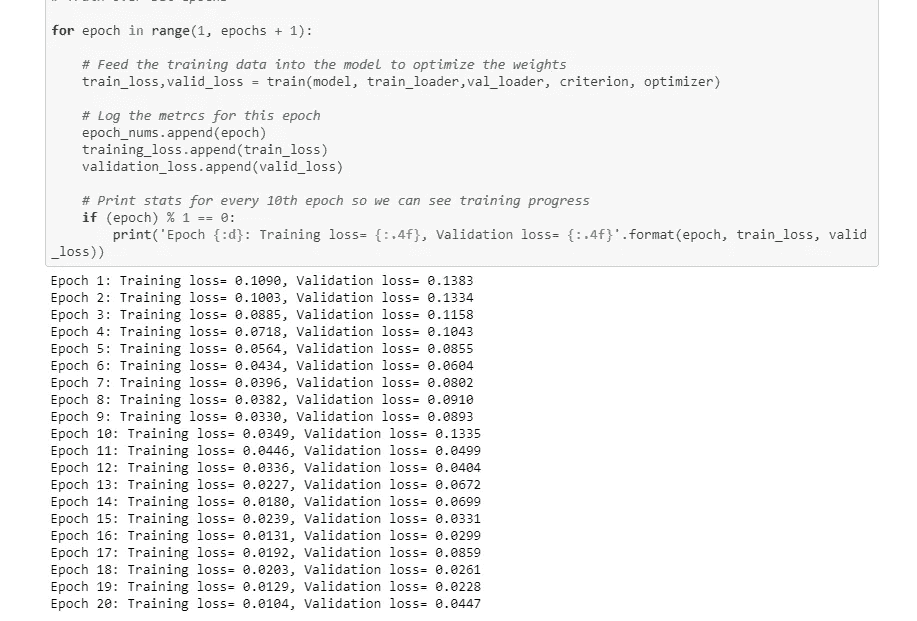 for epoch in range(1, epochs + 1):
# Feed the training data into the model to optimize the weights
train_loss,valid_loss = train(model, train_loader,val_loader, criterion, optimizer)
# Log the metrcs for this epoch
epoch_nums.append(epoch)
training_loss.append(train_loss)
validation_loss.append(valid_loss)
# Print stats for every 10th epoch so we can see training progress
if (epoch) % 1 == 0:
print('Epoch {:d}: Training loss= {:.4f}, Validation loss= {:.4f}'.format(epoch, train_loss, valid
_loss))
Epoch 1: Training loss= 0.1090, Validation loss= 0.1383
Epoch 2: Training loss= 0.1003, Validation loss= 0.1334
Epoch 3: Training loss= 0.0885, Validation loss= 0.1158
Epoch 4: Training loss= 0.0718, Validation loss= 0.1043
Epoch 5: Training loss= 0.0564, Validation loss= 0.0855
Epoch 6: Training loss= 0.0434, Validation loss= 0.0604
Epoch 7: Training loss= 0.0396, Validation loss= 0.0802
Epoch 8: Training loss= 0.0382, Validation loss= 0.0910
Epoch 9: Training loss= 0.0330, Validation loss= 0.0893
Epoch 10: Training loss= 0.0349, Validation loss= 0.1335
Epoch 11: Training loss= 0.0446, Validation loss= 0.0499
Epoch 12: Training loss= 0.0336, Validation loss= 0.0404
Epoch 13: Training loss= 0.0227, Validation loss= 0.0672
Epoch 14: Training loss= 0.0180, Validation loss= 0.0699
Epoch 15: Training loss= 0.0239, Validation loss= 0.0331
Epoch 16: Training loss= 0.0131, Validation loss= 0.0299
Epoch 17: Training loss= 0.0192, Validation loss= 0.0859
Epoch 18: Training loss= 0.0203, Validation loss= 0.0261
Epoch 19: Training loss= 0.0129, Validation loss= 0.0228
Epoch 20: Training loss= 0.0104, Validation loss= 0.0447